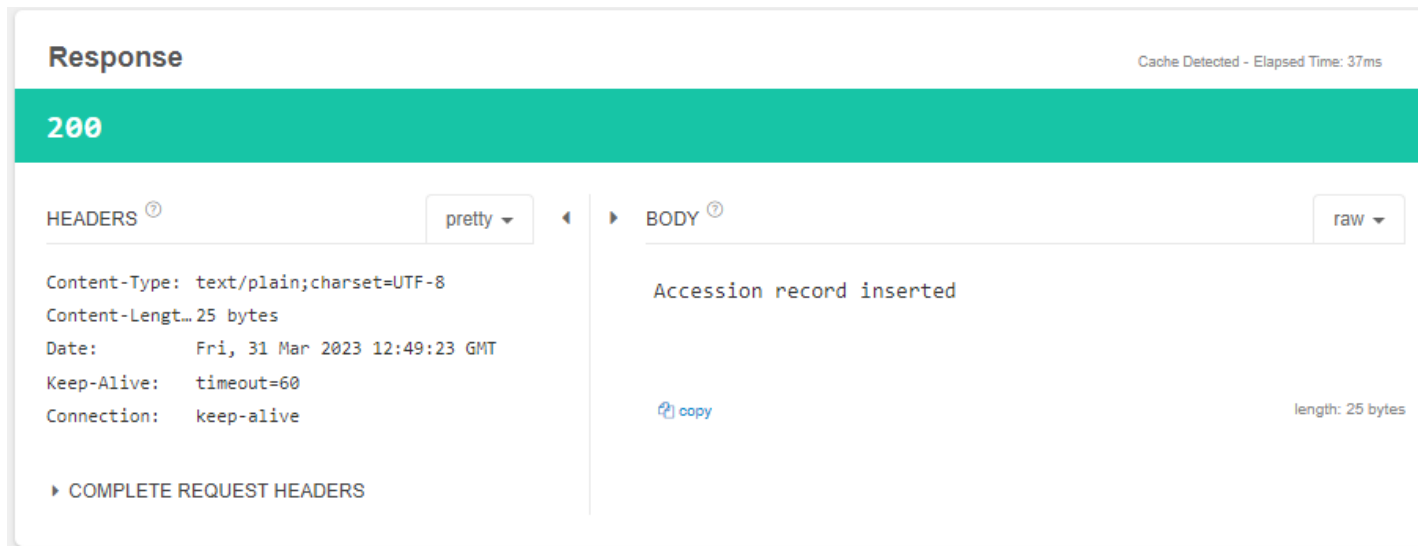 Response
Cache Detected - Elapsed Time: 37ms
200
HEADERS ?
pretty
Content-Type: text/plain;charset=UTF-8
Content-Lengt… 25 bytes
Date: Fri, 31 Mar 2023 12:49:23 GMT
Keep-Alive: timeout=60
Connection: keep-alive
COMPLETE REQUEST HEADERS
BODY ?
raw
Accession record inserted
copy
length: 25 bytes